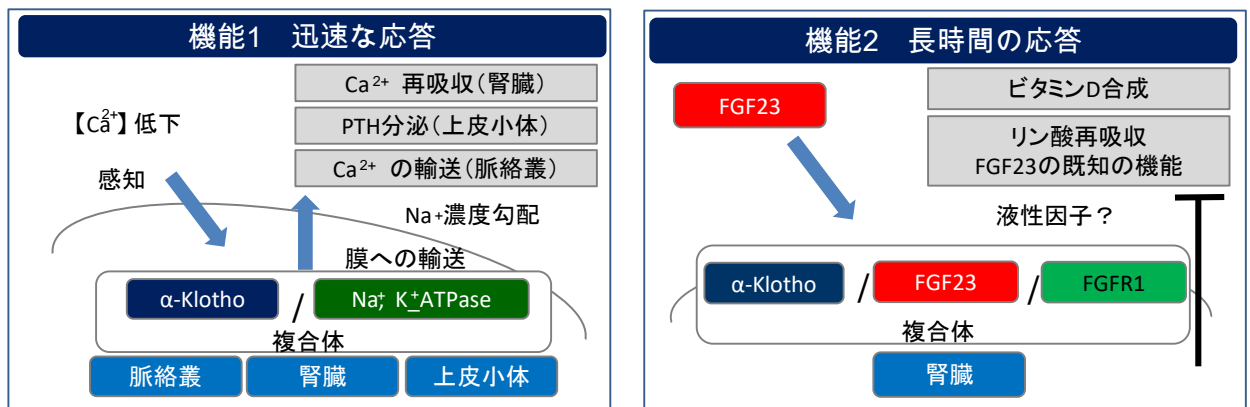 機能1 迅速な応答
Ca²⁺ 再吸収(腎臓)
PTH分泌(上皮小体)
Ca²⁺ の輸送(脈絡叢)
【Ca²⁺】低下
感知
Na+濃度勾配
膜への輸送
α-Klotho / Na⁺, K⁺_ATPase
複合体
脈絡叢 腎臓 上皮小体
機能2 長時間の応答
FGF23
ビタミンD合成
リン酸再吸収
FGF23の既知の機能
液性因子?
α-Klotho / FGF23 / FGFR1
複合体
腎臓